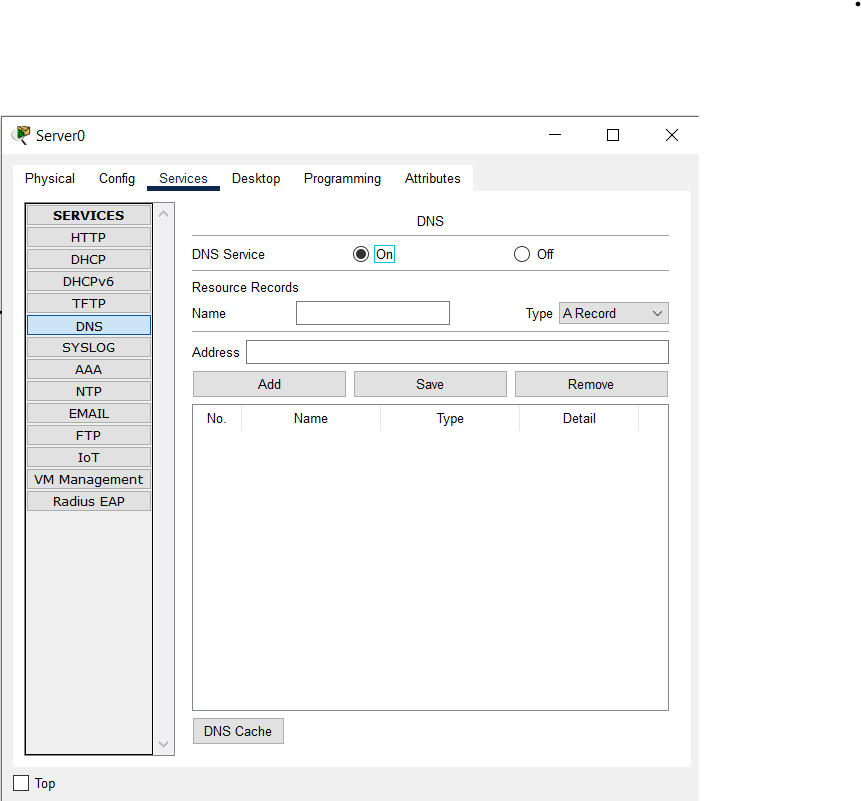 Server0
Physical Config Services Desktop Programming Attributes
SERVICES
HTTP
DHCP
DHCPv6
TFTP
DNS
SYSLOG
AAA
NTP
EMAIL
FTP
IoT
VM Management
Radius EAP
DNS
DNS Service On Off
Resource Records
Name Type A Record
Address
Add Save Remove
No. Name Type Detail
DNS Cache
Top